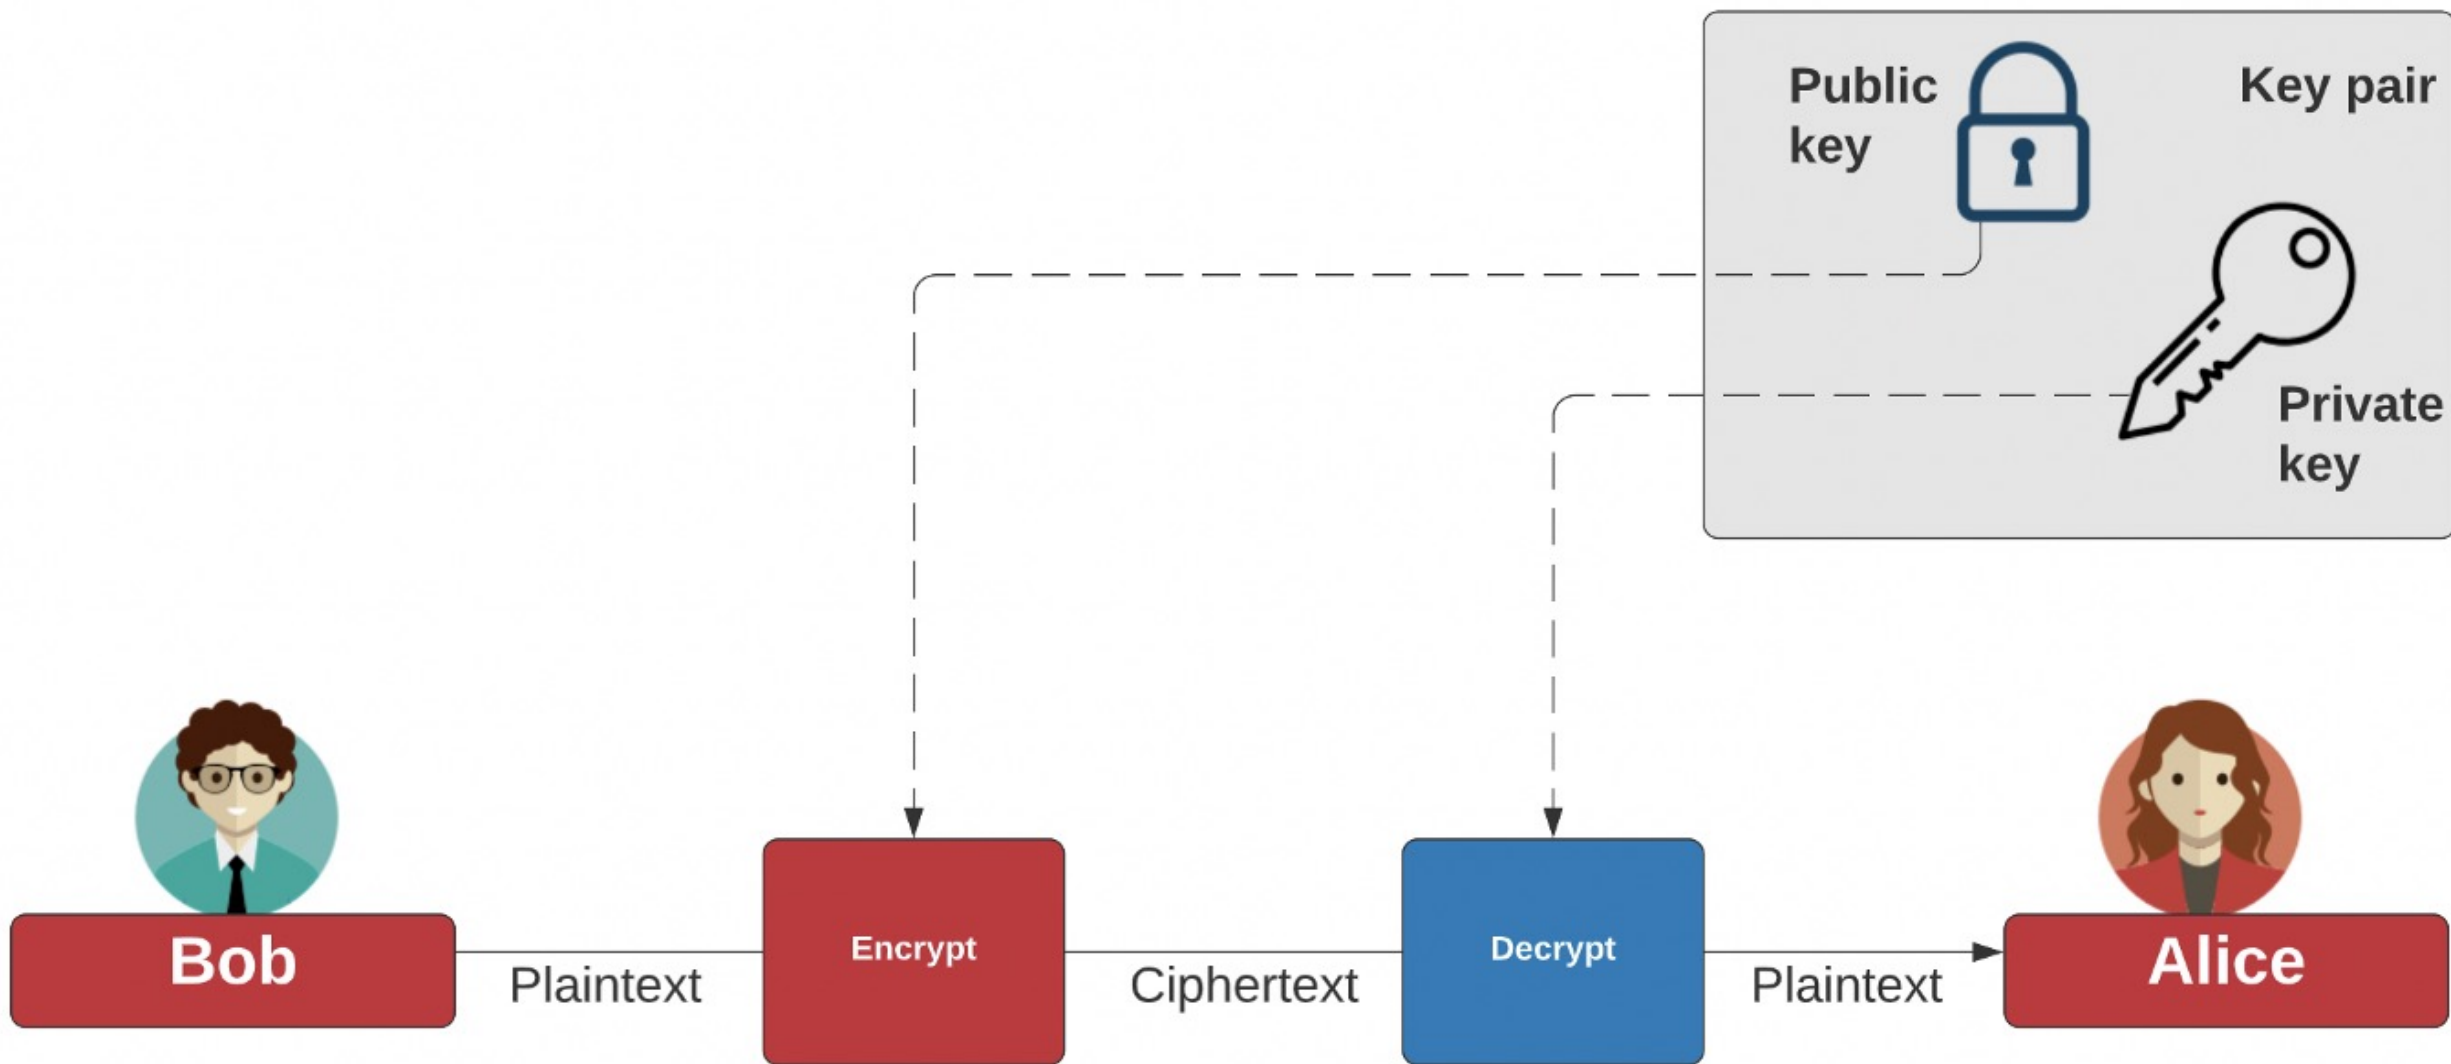 Public
key
Key pair
Private
key
Bob
Plaintext
Encrypt
Ciphertext
Decrypt
Plaintext
Alice